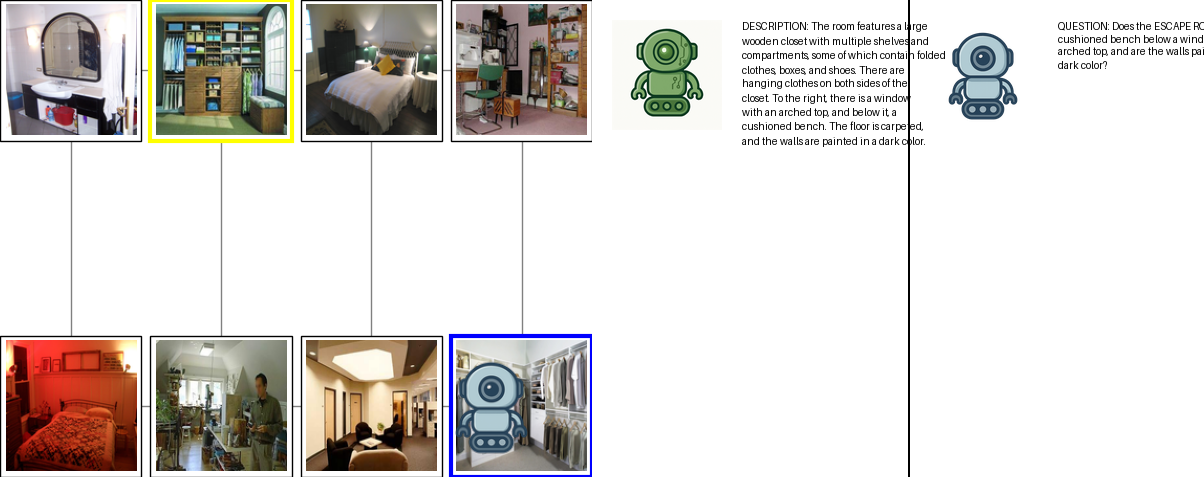 DESCRIPTION: The room features a large
wooden closet with multiple shelves and
compartments, some of which contain folded
clothes, boxes, and shoes. There are
hanging clothes on both sides of the
closet. To the right, there is a window
with an arched top, and below it, a
cushioned bench. The floor is carpeted,
and the walls are painted in a dark color.
QUESTION: Does the ESCAPE RO
cushioned bench below a wind
arched top, and are the walls pai
dark color?